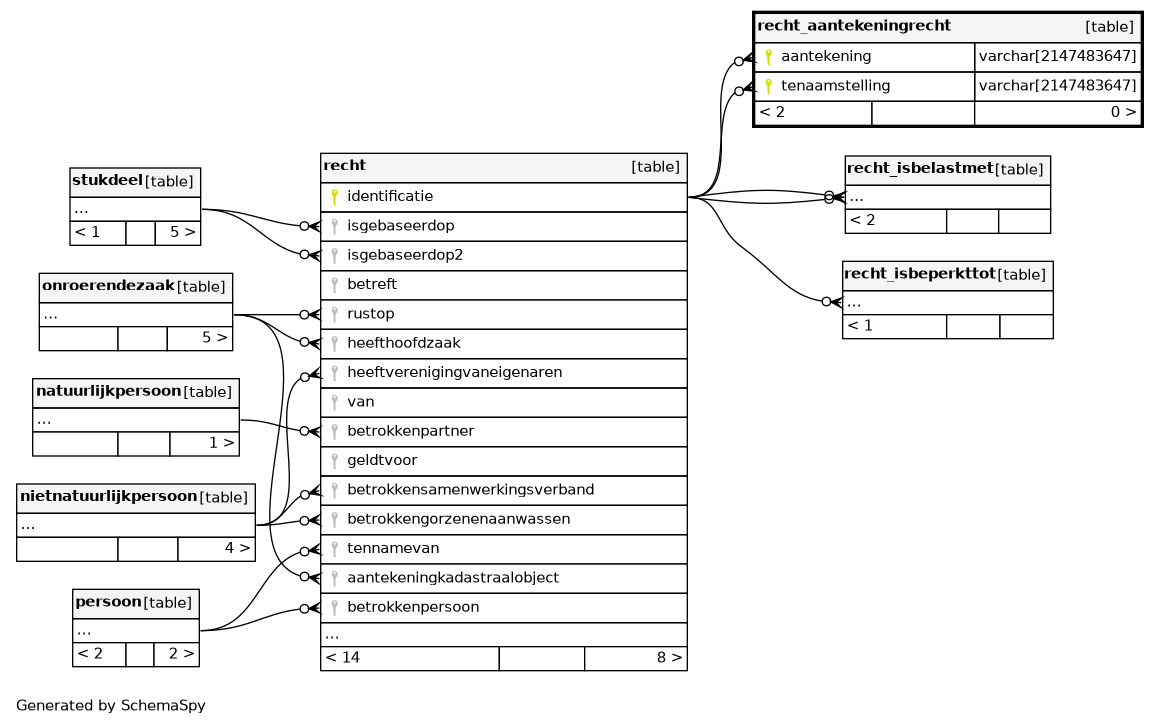 recht_aantekeningrecht [table]
aantekening varchar[2147483647]
tenaamstelling varchar[2147483647]
< 2 0 >
stukdeel [table]
...
< 1 5 >
onroerendezaak [table]
...
5 >
natuurlijkpersoon [table]
...
1 >
nietnatuurlijkpersoon [table]
...
4 >
persoon [table]
...
< 2 2 >
recht [table]
identificatie
isgebaseerdop
isgebaseerdop2
betreft
rustop
heefthoofdzaak
heeftverenigingvaneigenaren
van
betrokkenpartner
geldtvoor
betrokkensamenwerkingsverband
betrokkengorzenenaanwassen
tennamevan
aantekeningkadastraalobject
betrokkenpersoon
...
< 14 8 >
recht_isbelastmet [table]
...
< 2
recht_isbeperkttot [table]
...
< 1
Generated by SchemaSpy